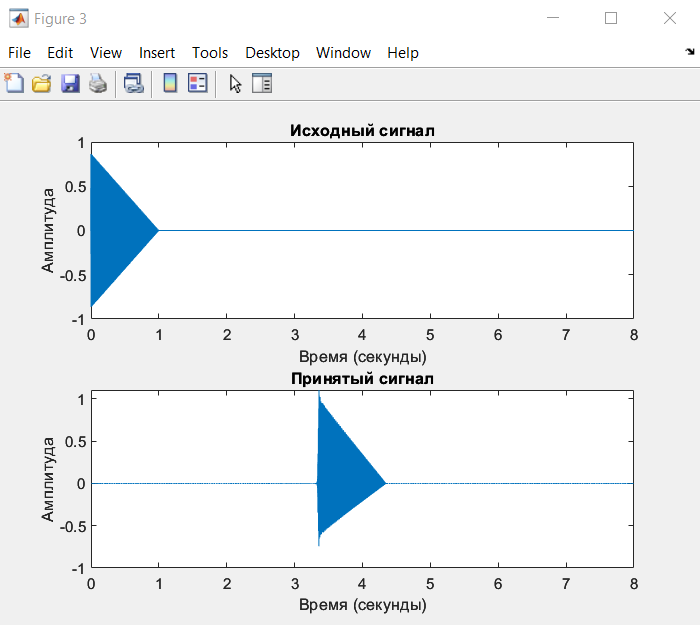 Figure 3
File Edit View Insert Tools Desktop Window Help
Исходный сигнал
Амплитуда
1
0.5
0
-0.5
-1
0 1 2 3 4 5 6 7 8
Время (секунды)
Принятый сигнал
Амплитуда
1
0.5
0
-0.5
-1
0 1 2 3 4 5 6 7 8
Время (секунды)